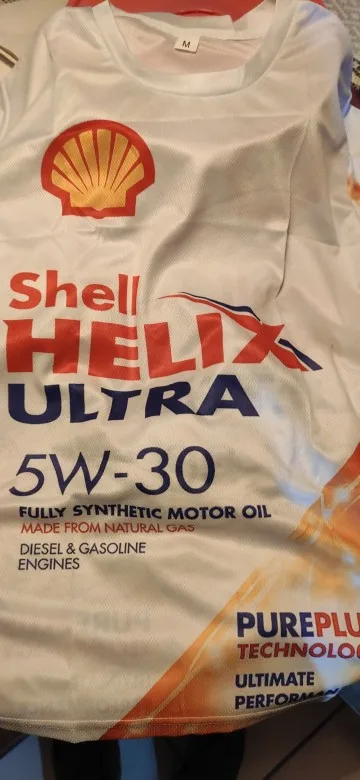 M
Shell
HELIX
ULTRA
5W-30
FULLY SYNTHETIC MOTOR OIL
MADE FROM NATURAL GAS
DIESEL & GASOLINE
ENGINES
PUREPLU
TECHNOLO
ULTIMATE
PERFORMAN